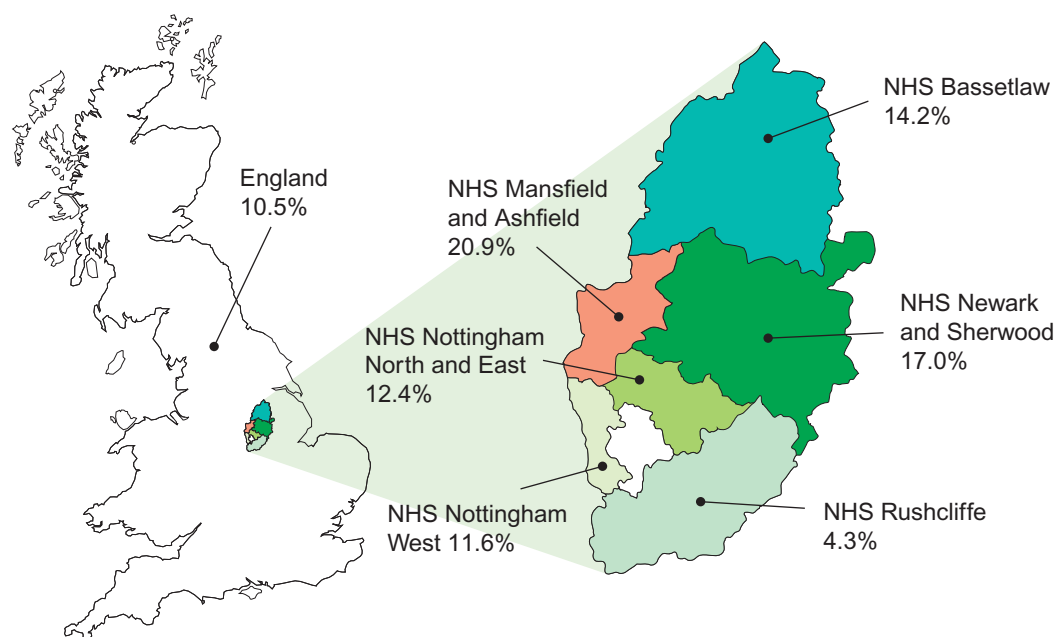 England
10.5%
NHS Bassetlaw
14.2%
NHS Mansfield
and Ashfield
20.9%
NHS Newark
and Sherwood
17.0%
NHS Nottingham
North and East
12.4%
NHS Nottingham
West 11.6%
NHS Rushcliffe
4.3%